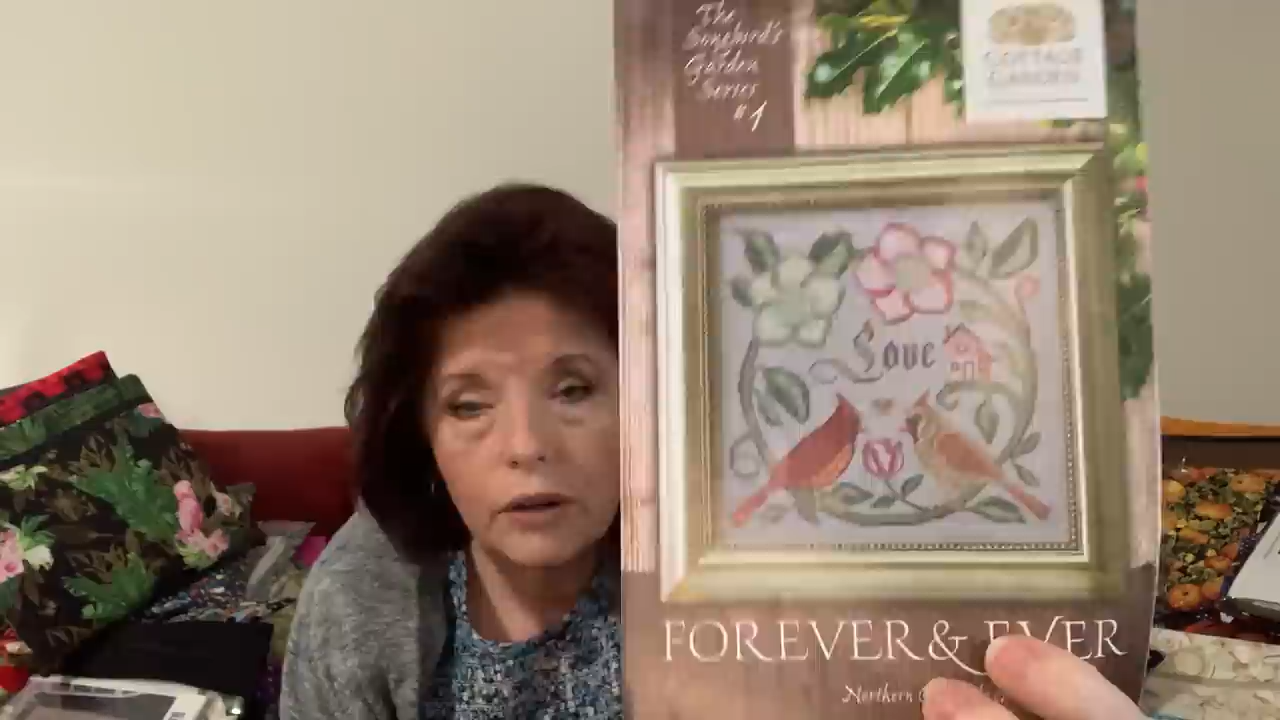 The
Songbird's
Garden
Series
#1
COTTAGE
GARDEN
Love
FOREVER & EVER
Northern